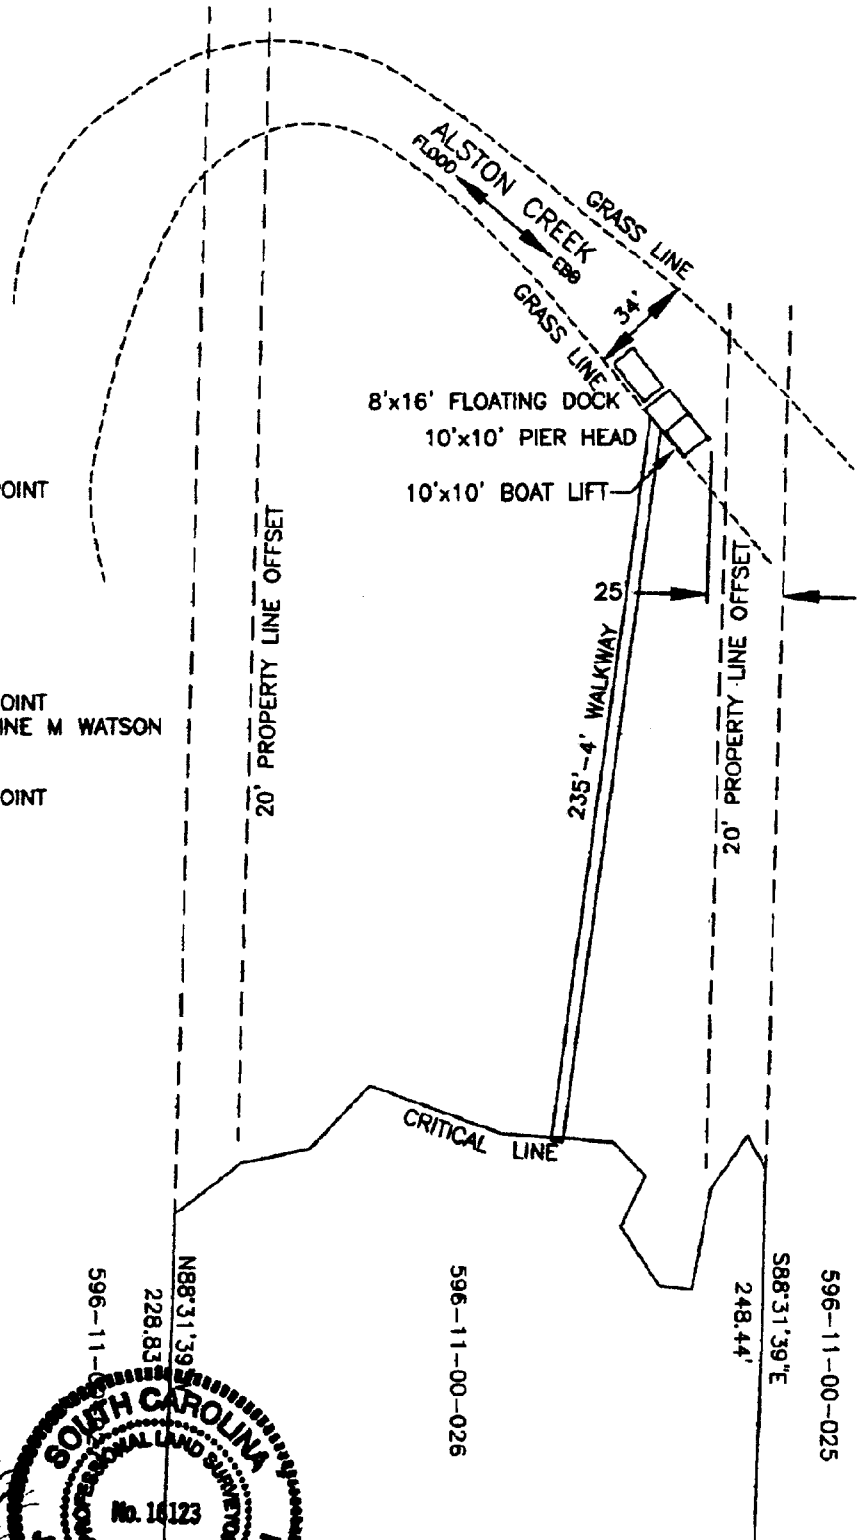 ALSTON CREEK
FLOOD
EBB
GRASS LINE
34'
GRASS LINE
8'x16' FLOATING DOCK
10'x10' PIER HEAD
10'x10' BOAT LIFT
OINT
25
20' PROPERTY LINE OFFSET
20' PROPERTY LINE OFFSET
235'-4' WALKWAY
OINT
INE M WATSON
OINT
CRITICAL LINE
N88°31'39
228.83
596-11-
596-11-00-026
S88°31'39"E
248.44'
596-11-00-025
SOUTH CAROLINA
PROFESSIONAL LAND SURVEYO
No. 16123